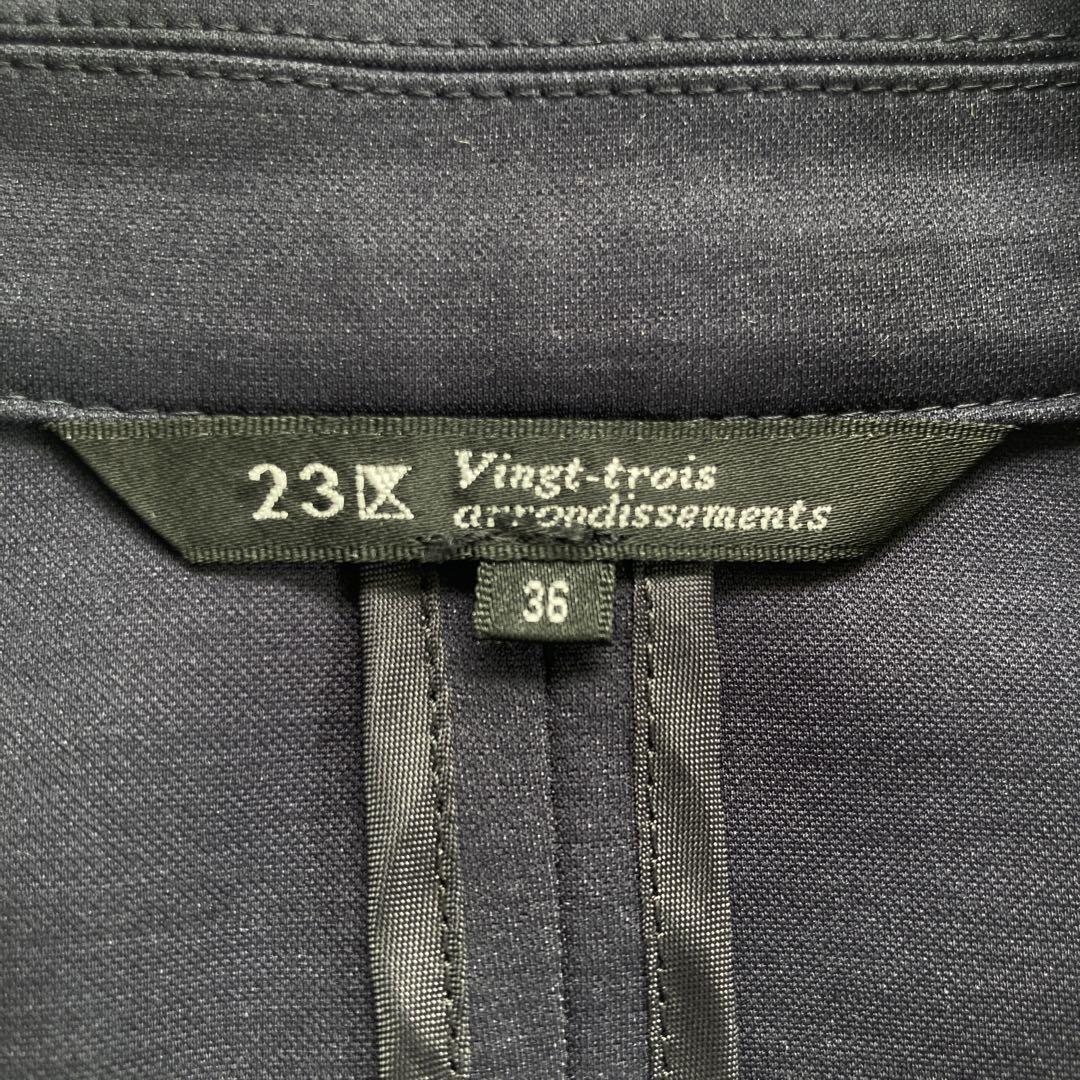 23区 Vingt-trois
arrondissements
36